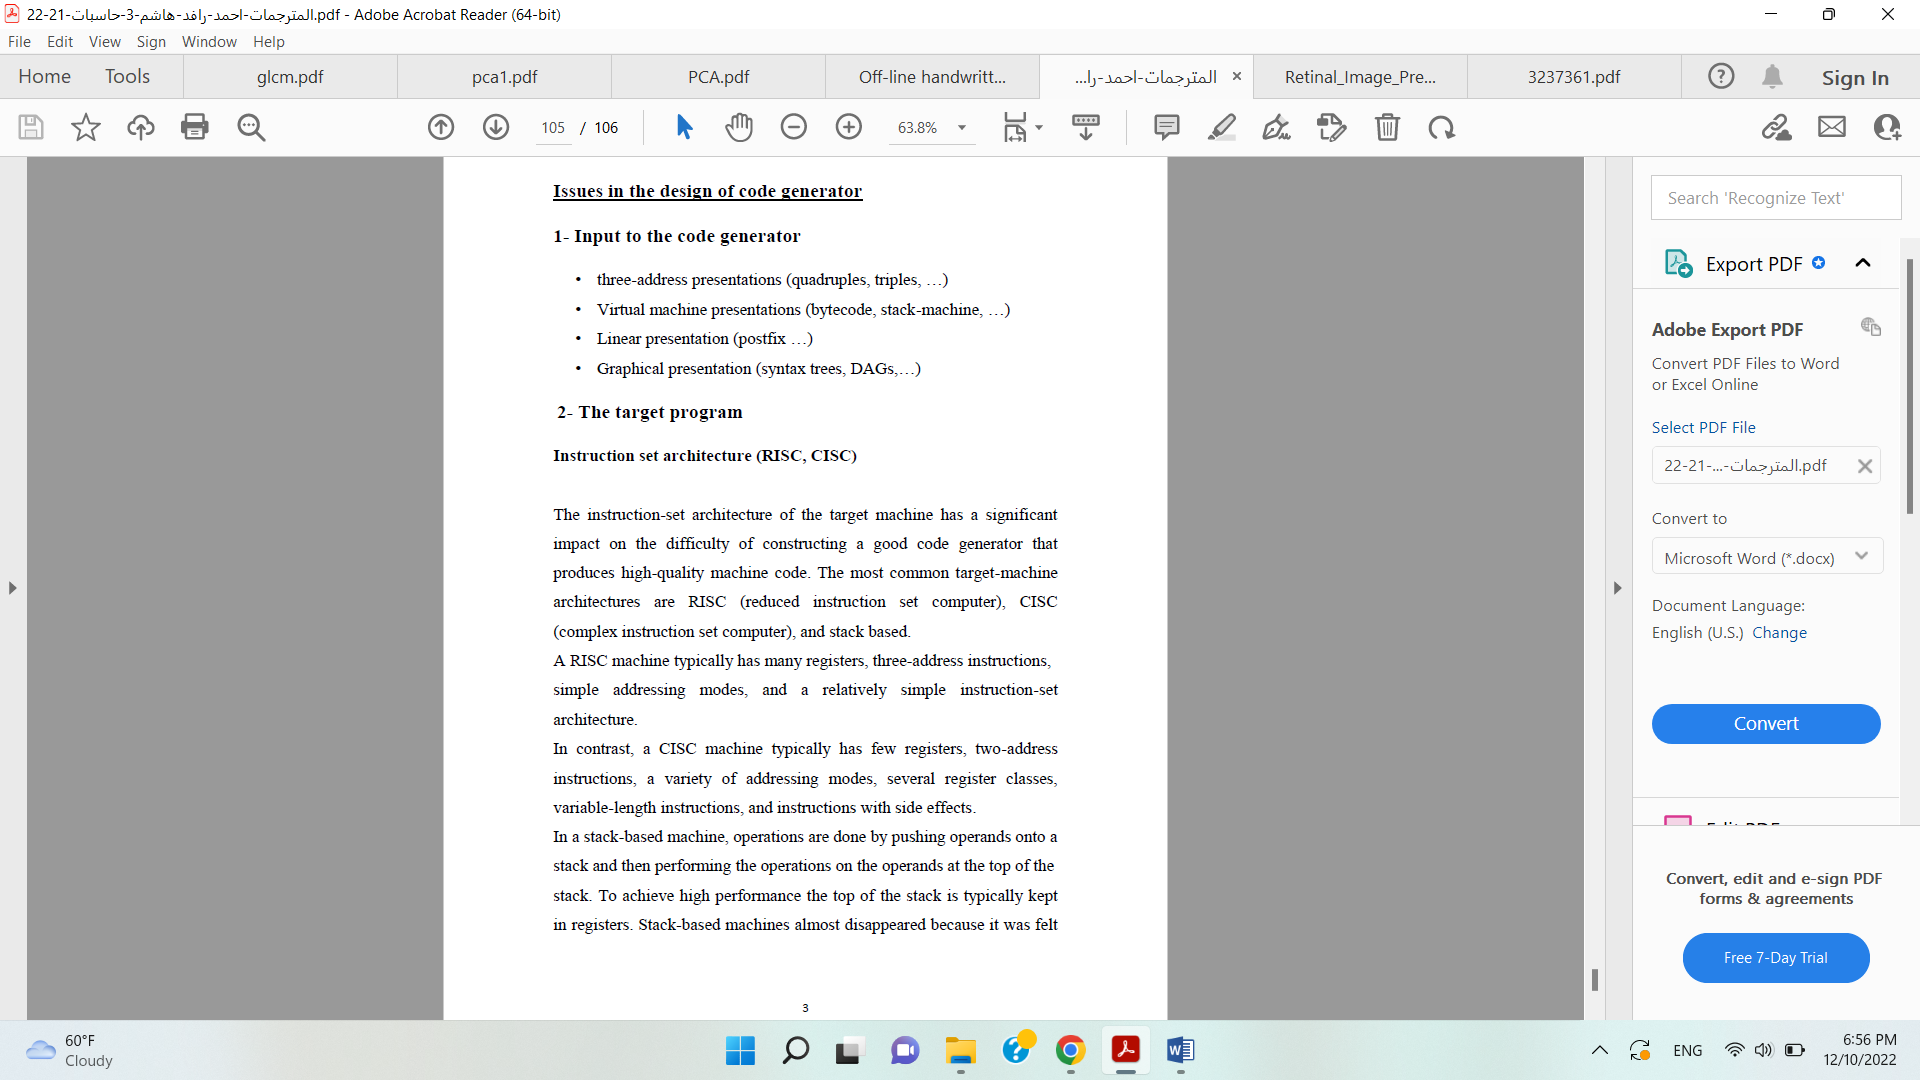 المترجمات-احمد-رافد-هاشم-3-حاسبات-21-22.pdf - Adobe Acrobat Reader (64-bit)
File Edit View Sign Window Help
Home Tools glcm.pdf pca1.pdf PCA.pdf Off-line handwritt... المترجمات-احمد-را... Retinal_Image_Pre... 3237361.pdf Sign In
105 / 106 63.8%
Issues in the design of code generator
1- Input to the code generator
• three-address presentations (quadruples, triples, …)
• Virtual machine presentations (bytecode, stack-machine, …)
• Linear presentation (postfix …)
• Graphical presentation (syntax trees, DAGs,…)
2- The target program
Instruction set architecture (RISC, CISC)
The instruction-set architecture of the target machine has a significant
impact on the difficulty of constructing a good code generator that
produces high-quality machine code. The most common target-machine
architectures are RISC (reduced instruction set computer), CISC
(complex instruction set computer), and stack based.
A RISC machine typically has many registers, three-address instructions,
simple addressing modes, and a relatively simple instruction-set
architecture.
In contrast, a CISC machine typically has few registers, two-address
instructions, a variety of addressing modes, several register classes,
variable-length instructions, and instructions with side effects.
In a stack-based machine, operations are done by pushing operands onto a
stack and then performing the operations on the operands at the top of the
stack. To achieve high performance the top of the stack is typically kept
in registers. Stack-based machines almost disappeared because it was felt
3
Search 'Recognize Text'
Export PDF
Adobe Export PDF
Convert PDF Files to Word
or Excel Online
Select PDF File
المترجمات-...-21-22.pdf
Convert to
Microsoft Word (*.docx)
Document Language:
English (U.S.) Change
Convert
Edit PDF
Convert, edit and e-sign PDF
forms & agreements
Free 7-Day Trial
60°F
Cloudy
ENG
6:56 PM
12/10/2022